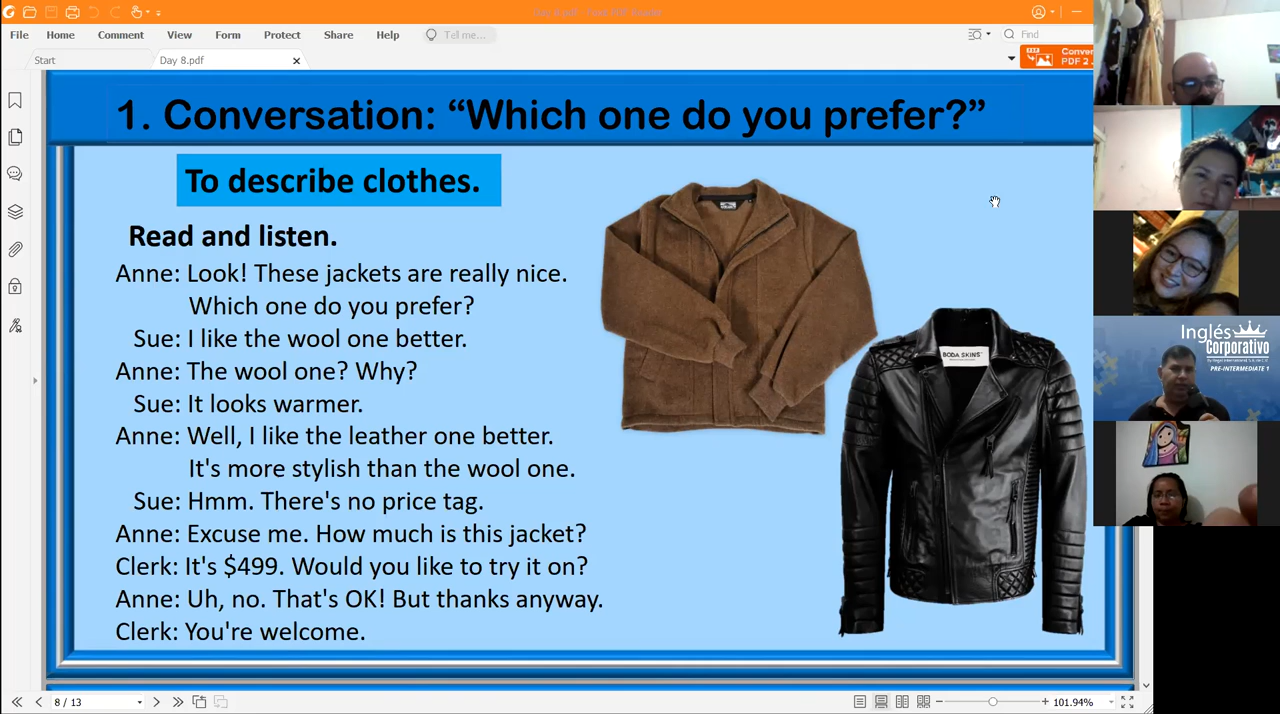 File Home Comment View Form Protect Share Help Tell me... Find
Start Day 8.pdf
1. Conversation: “Which one do you prefer?”
To describe clothes.
Read and listen.
Anne: Look! These jackets are really nice.
Which one do you prefer?
Sue: I like the wool one better.
Anne: The wool one? Why?
Sue: It looks warmer.
Anne: Well, I like the leather one better.
It's more stylish than the wool one.
Sue: Hmm. There's no price tag.
Anne: Excuse me. How much is this jacket?
Clerk: It's $499. Would you like to try it on?
Anne: Uh, no. That's OK! But thanks anyway.
Clerk: You're welcome.
BODA SKINS
Inglés
Corporativo
PRE-INTERMEDIATE 1
8 / 13
101.94%